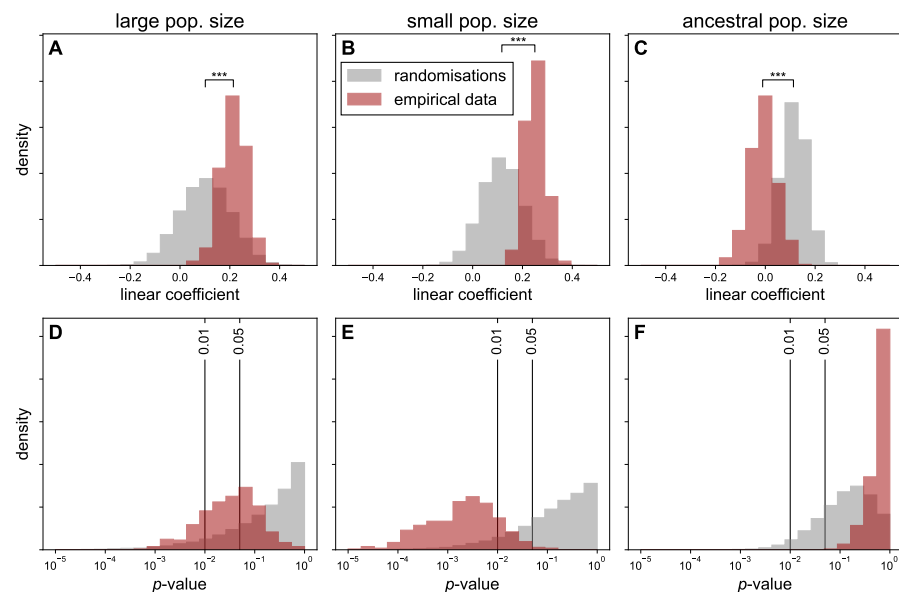 large pop. size
small pop. size
ancestral pop. size
A
***
B
***
C
***
randomisations
empirical data
density
−0.4 −0.2 0.0 0.2 0.4
−0.4 −0.2 0.0 0.2 0.4
−0.4 −0.2 0.0 0.2 0.4
linear coefficient
linear coefficient
linear coefficient
D
0.01
0.05
E
0.01
0.05
F
0.01
0.05
density
10⁻⁵ 10⁻⁴ 10⁻³ 10⁻² 10⁻¹ 10⁰
10⁻⁵ 10⁻⁴ 10⁻³ 10⁻² 10⁻¹ 10⁰
10⁻⁵ 10⁻⁴ 10⁻³ 10⁻² 10⁻¹ 10⁰
p-value
p-value
p-value